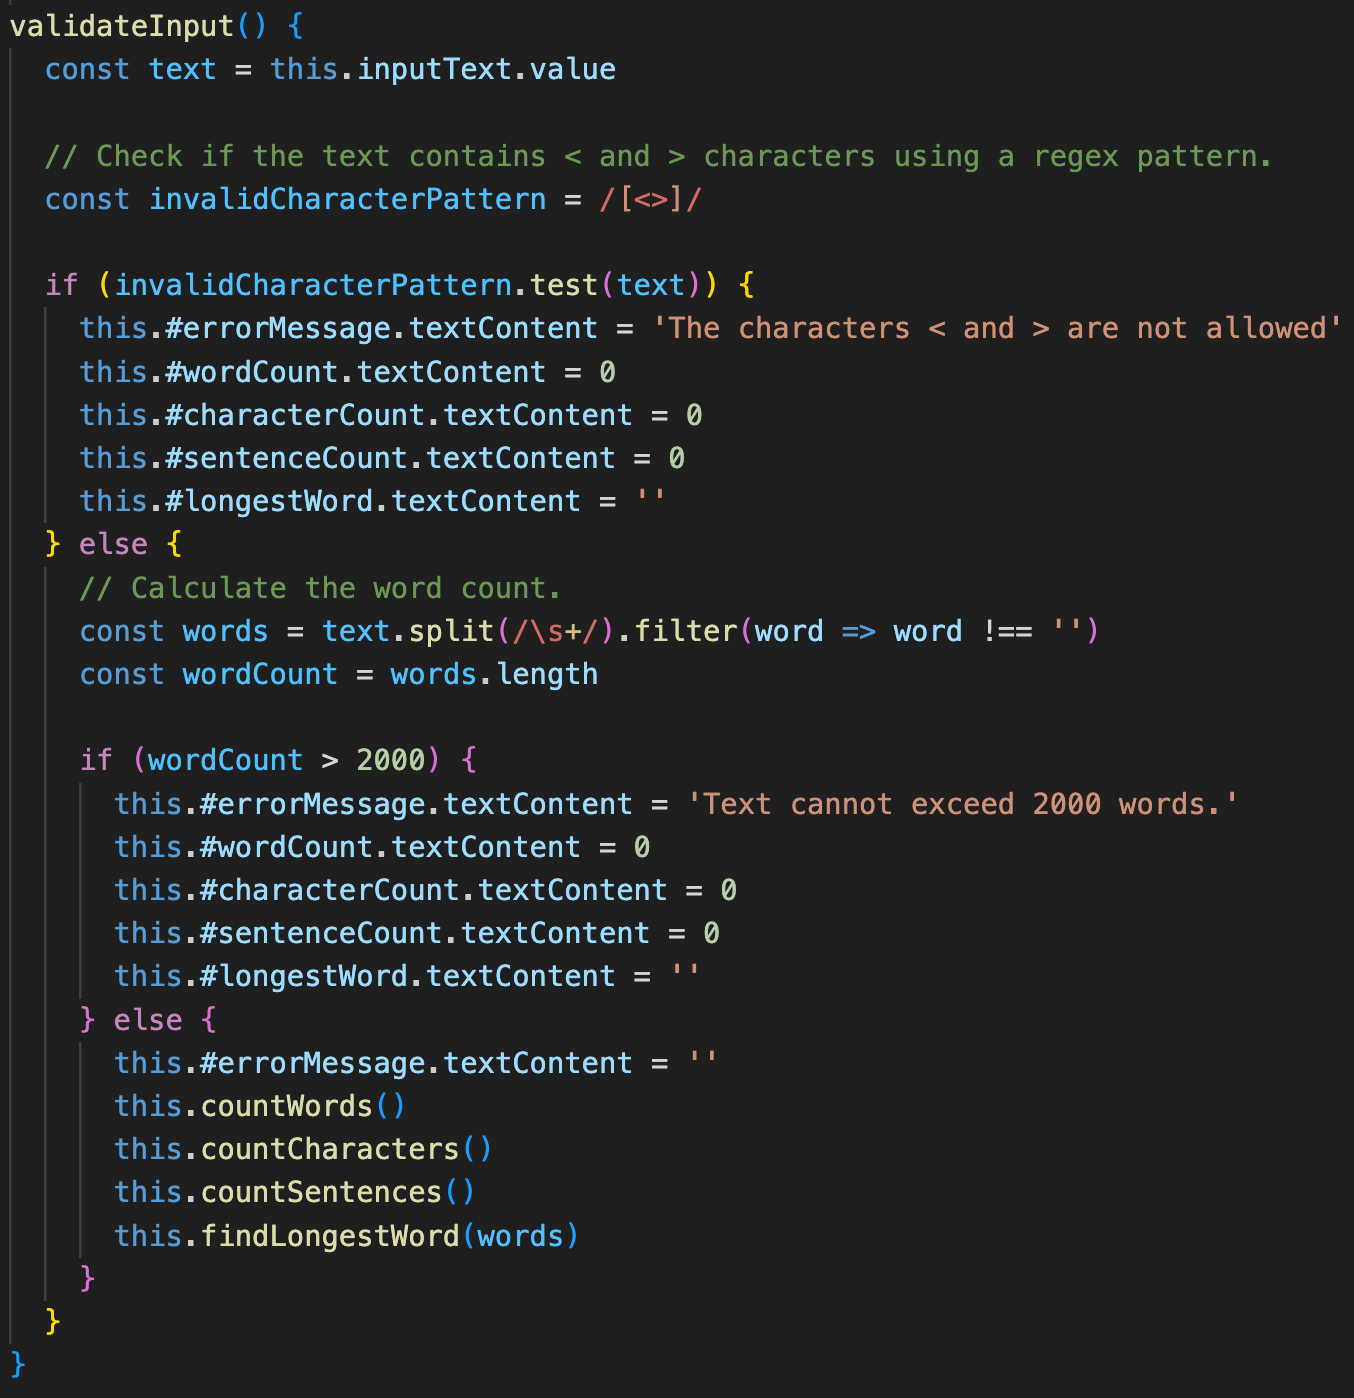 validateInput() {
  const text = this.inputText.value

  // Check if the text contains < and > characters using a regex pattern.
  const invalidCharacterPattern = /[<>]/

  if (invalidCharacterPattern.test(text)) {
    this.#errorMessage.textContent = 'The characters < and > are not allowed'
    this.#wordCount.textContent = 0
    this.#characterCount.textContent = 0
    this.#sentenceCount.textContent = 0
    this.#longestWord.textContent = ''
  } else {
    // Calculate the word count.
    const words = text.split(/\s+/).filter(word => word !== '')
    const wordCount = words.length

    if (wordCount > 2000) {
      this.#errorMessage.textContent = 'Text cannot exceed 2000 words.'
      this.#wordCount.textContent = 0
      this.#characterCount.textContent = 0
      this.#sentenceCount.textContent = 0
      this.#longestWord.textContent = ''
    } else {
      this.#errorMessage.textContent = ''
      this.countWords()
      this.countCharacters()
      this.countSentences()
      this.findLongestWord(words)
    }
  }
}